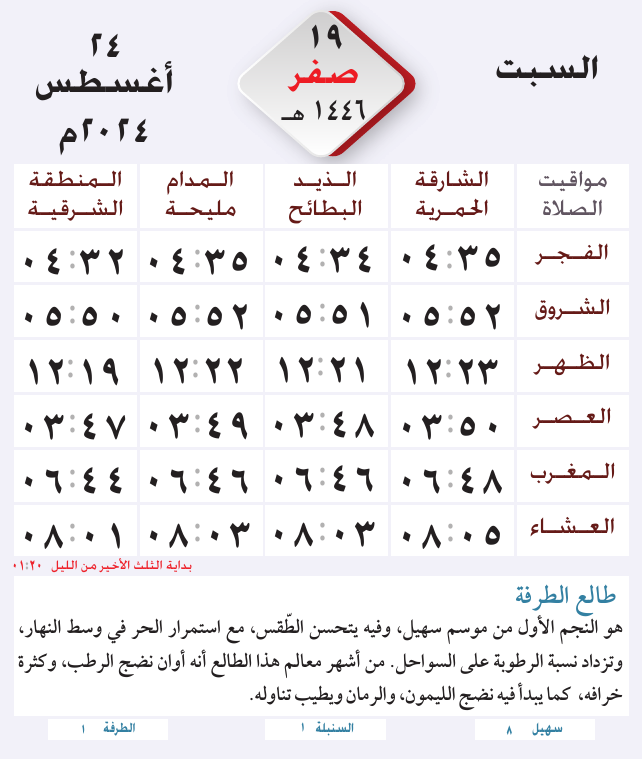 السبت
١٩
صفر
١٤٤٦ هـ
٢٤
أغسطس
٢٠٢٤م
مواقيت الصلاة | الشارقة الحمرية | الذيد البطائح | المدام مليحة | المنطقة الشرقية
الفجر ٠٤:٣٥ ٠٤:٣٤ ٠٤:٣٥ ٠٤:٣٢
الشروق ٠٥:٥٢ ٠٥:٥١ ٠٥:٥٢ ٠٥:٥٠
الظهر ١٢:٢٣ ١٢:٢١ ١٢:٢٢ ١٢:١٩
العصر ٠٣:٥٠ ٠٣:٤٨ ٠٣:٤٩ ٠٣:٤٧
المغرب ٠٦:٤٨ ٠٦:٤٦ ٠٦:٤٦ ٠٦:٤٤
العشاء ٠٨:٠٥ ٠٨:٠٣ ٠٨:٠٣ ٠٨:٠١
بداية الثلث الأخير من الليل ٠١:٢٠
طالع الطرفة
هو النجم الأول من موسم سهيل، وفيه يتحسن الطّقس، مع استمرار الحر في وسط النهار،
وتزداد نسبة الرطوبة على السواحل. من أشهر معالم هذا الطالع أنه أوان نضج الرطب، وكثرة
خرافه، كما يبدأ فيه نضج الليمون، والرمان ويطيب تناوله.
سهيل ٨
السنبلة ١
الطرفة ١